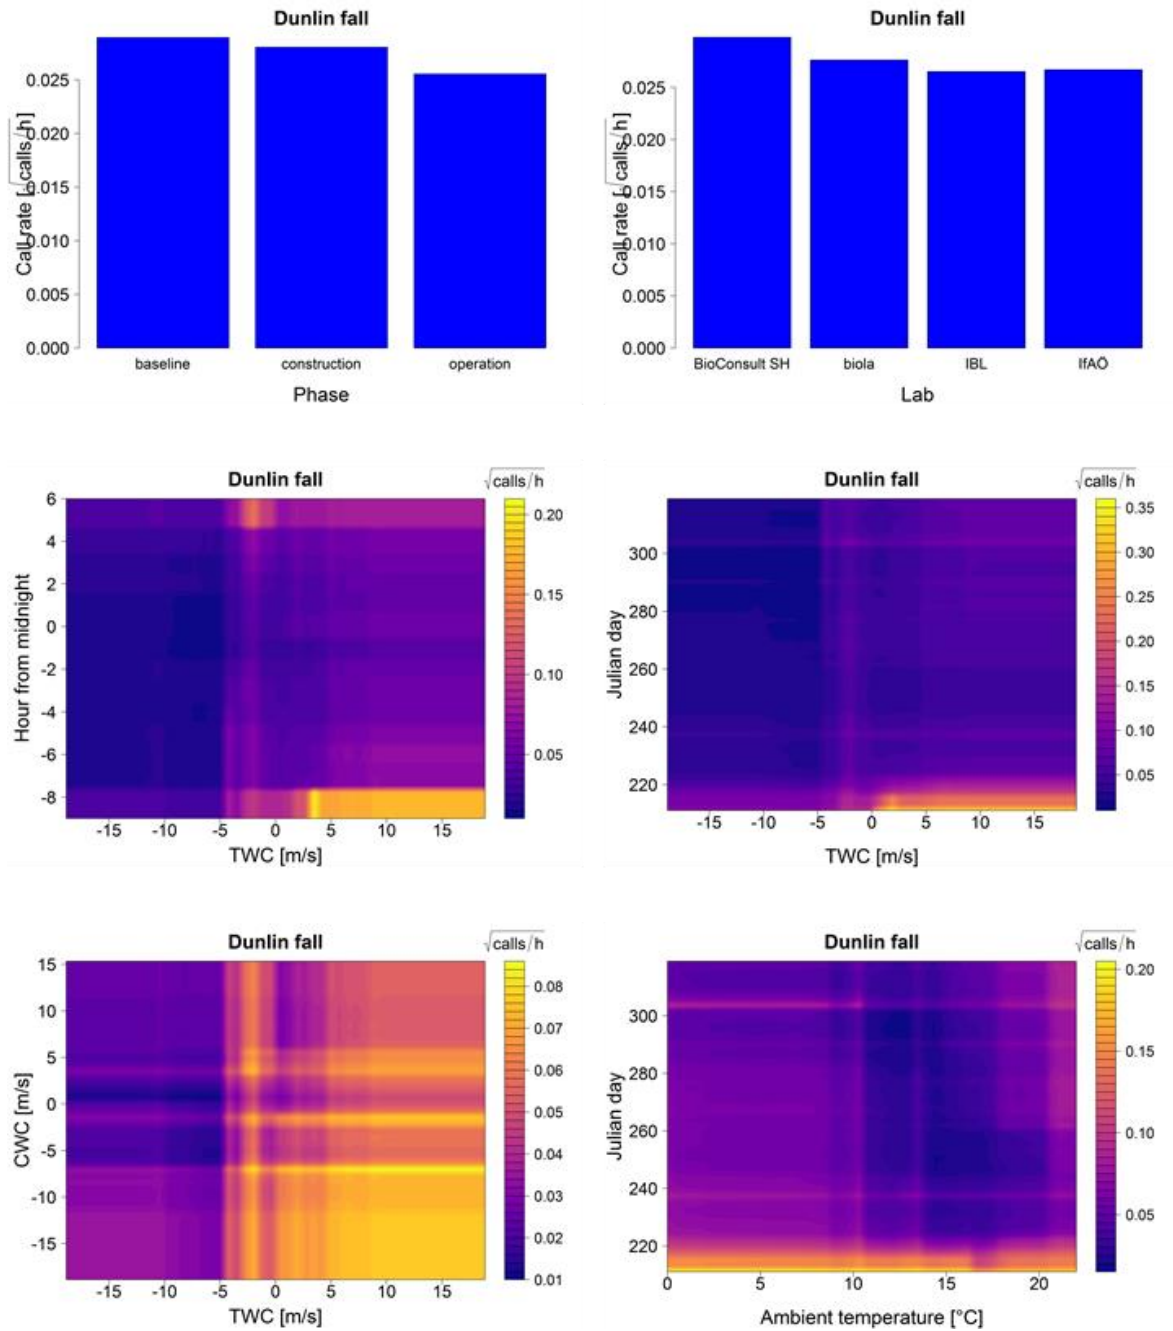 Dunlin fall
Call rate [√calls/h]
0.025
0.020
0.015
0.010
0.005
0.000
baseline construction operation
Phase
Dunlin fall
Call rate [√calls/h]
0.025
0.020
0.015
0.010
0.005
0.000
BioConsult SH biola IBL IfAÖ
Lab
Dunlin fall
√calls/h
Hour from midnight
6
4
2
0
-2
-4
-6
-8
-15 -10 -5 0 5 10 15
TWC [m/s]
0.20
0.15
0.10
0.05
Dunlin fall
√calls/h
Julian day
300
280
260
240
220
-15 -10 -5 0 5 10 15
TWC [m/s]
0.35
0.30
0.25
0.20
0.15
0.10
0.05
Dunlin fall
√calls/h
CWC [m/s]
15
10
5
0
-5
-10
-15
-15 -10 -5 0 5 10 15
TWC [m/s]
0.08
0.07
0.06
0.05
0.04
0.03
0.02
0.01
Dunlin fall
√calls/h
Julian day
300
280
260
240
220
0 5 10 15 20
Ambient temperature [°C]
0.20
0.15
0.10
0.05